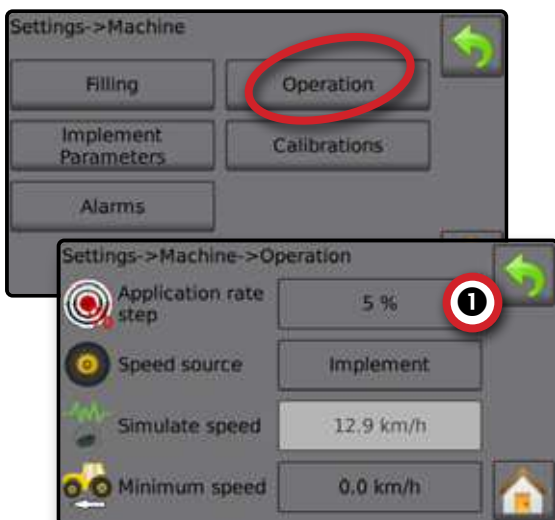 Settings->Machine
Filling
Operation
Implement
Parameters
Calibrations
Alarms
Settings->Machine->Operation
Application rate
step
5 %
1
Speed source
Implement
Simulate speed
12.9 km/h
Minimum speed
0.0 km/h